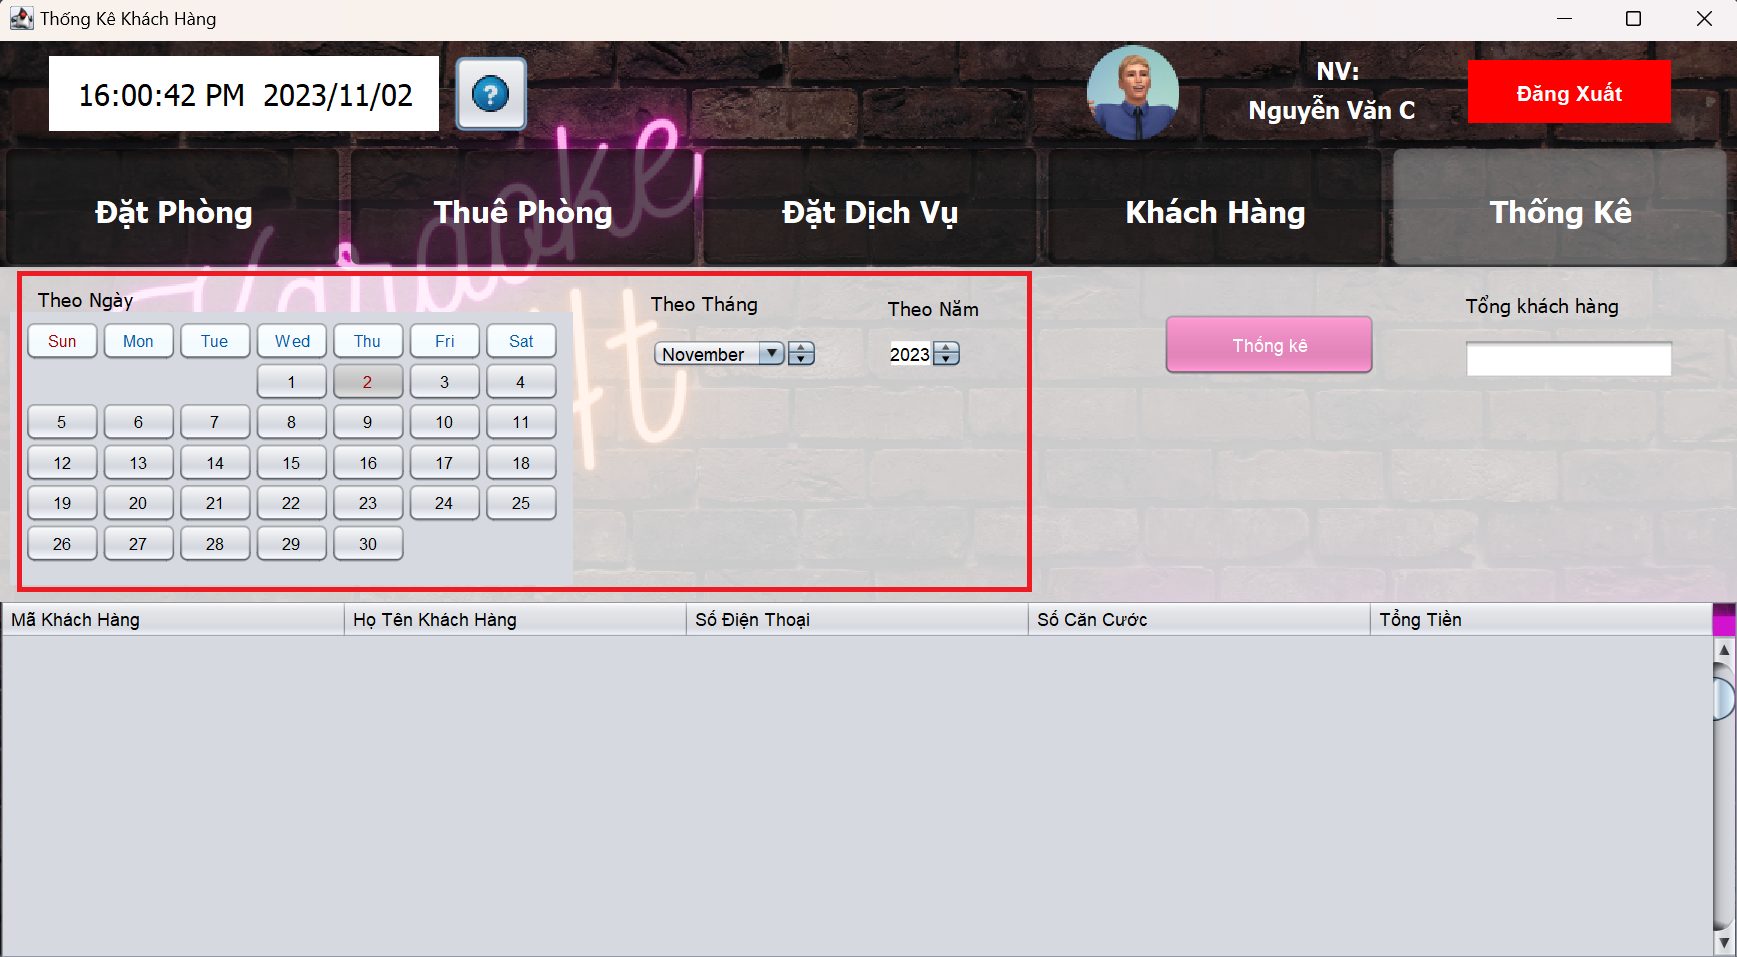 Thống Kê Khách Hàng
16:00:42 PM 2023/11/02
?
NV:
Nguyễn Văn C
Đăng Xuất
Karaoke
Đặt Phòng Thuê Phòng Đặt Dịch Vụ Khách Hàng Thống Kê
Theo Ngày Theo Tháng Theo Năm Tổng khách hàng
Sun Mon Tue Wed Thu Fri Sat
November 2023 Thống kê
1 2 3 4
5 6 7 8 9 10 11
12 13 14 15 16 17 18
19 20 21 22 23 24 25
26 27 28 29 30
Mã Khách Hàng Họ Tên Khách Hàng Số Điện Thoại Số Căn Cước Tổng Tiền